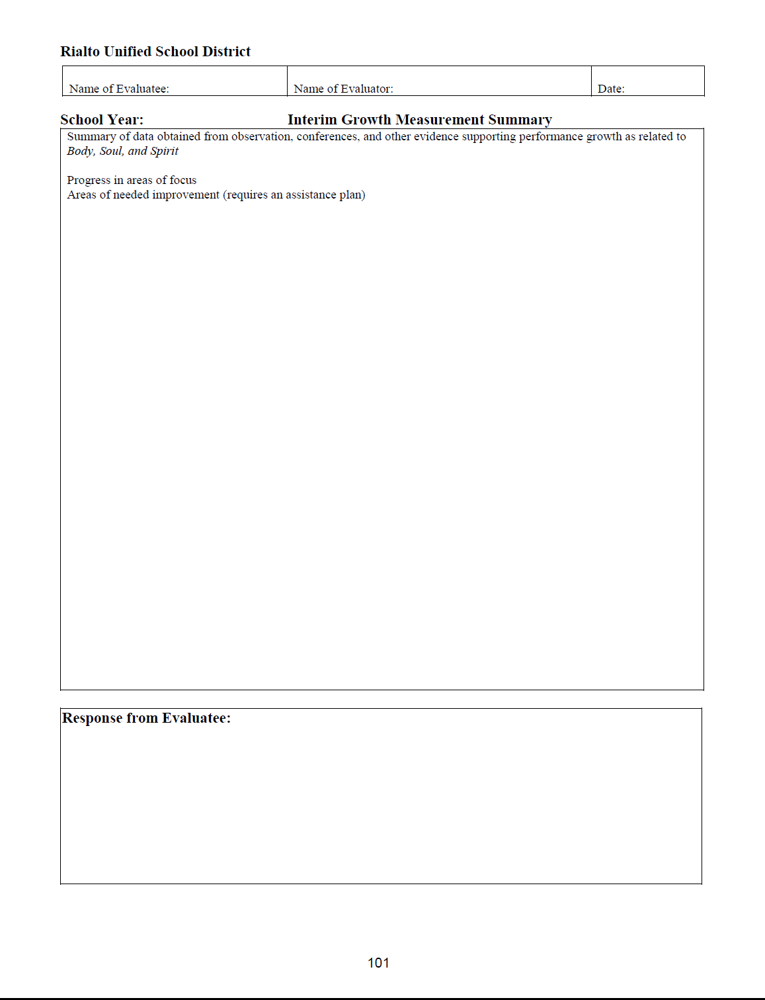 Rialto Unified School District
Name of Evaluatee:
Name of Evaluator:
Date:
School Year:
Interim Growth Measurement Summary
Summary of data obtained from observation, conferences, and other evidence supporting performance growth as related to
Body, Soul, and Spirit
Progress in areas of focus
Areas of needed improvement (requires an assistance plan)
Response from Evaluatee:
101